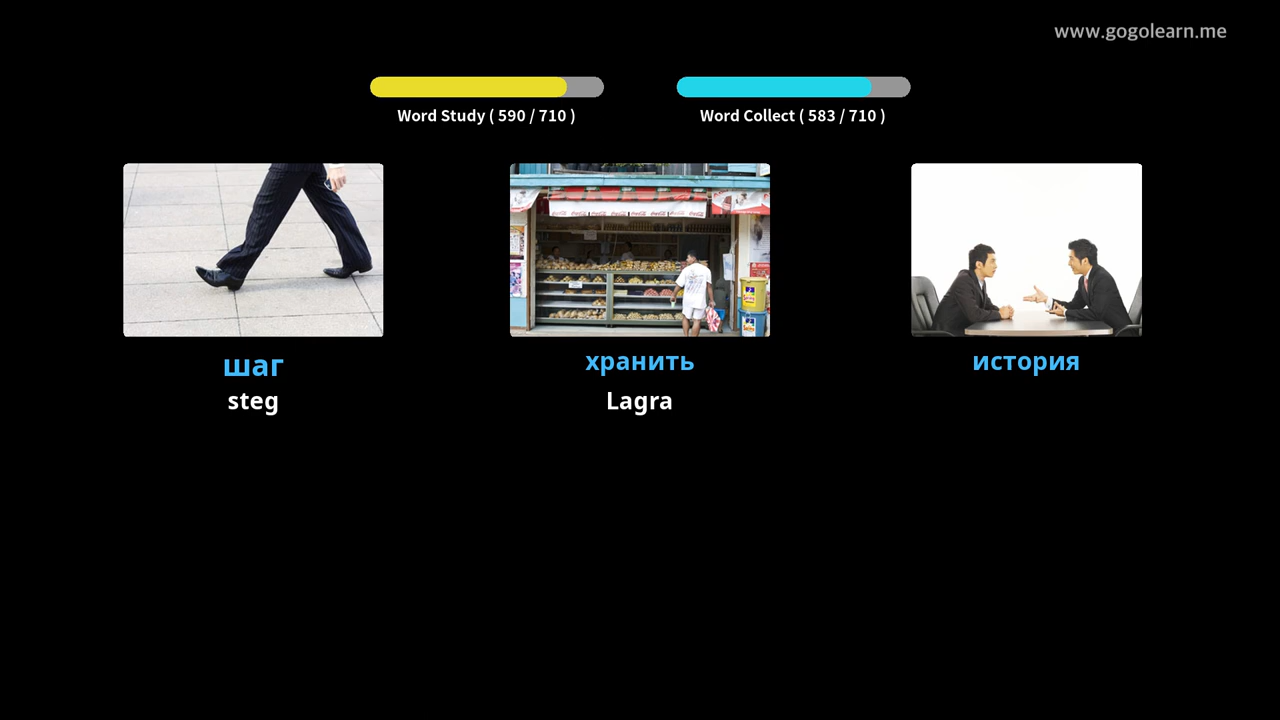 www.gogolearn.me
Word Study ( 590 / 710 )
Word Collect ( 583 / 710 )
шаг
steg
хранить
Lagra
история